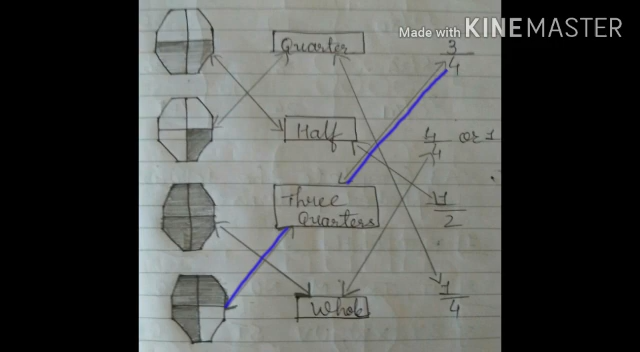 Made with KINEMASTER
Quarter
3
4
Half
4
4 or 1
Three
Quarters
1
2
Whole
1
4